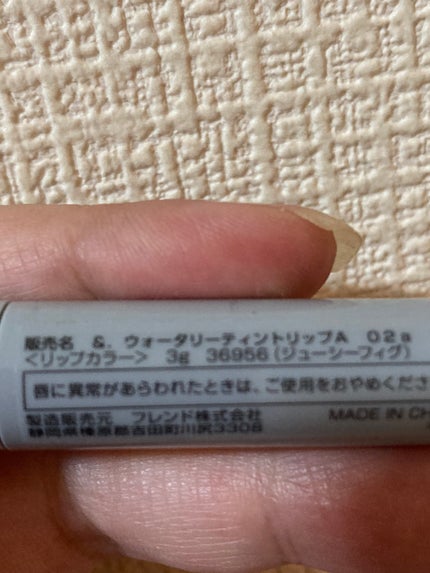 販売名 &. ウォータリーティントリップA 02a
<リップカラー> 3g 36956(ジューシーフィグ)
唇に異常があらわれたときは、ご使用をおやめくださ
製造販売元 フレンド株式会社 MADE IN CH
静岡県榛原郡吉田町川尻3308